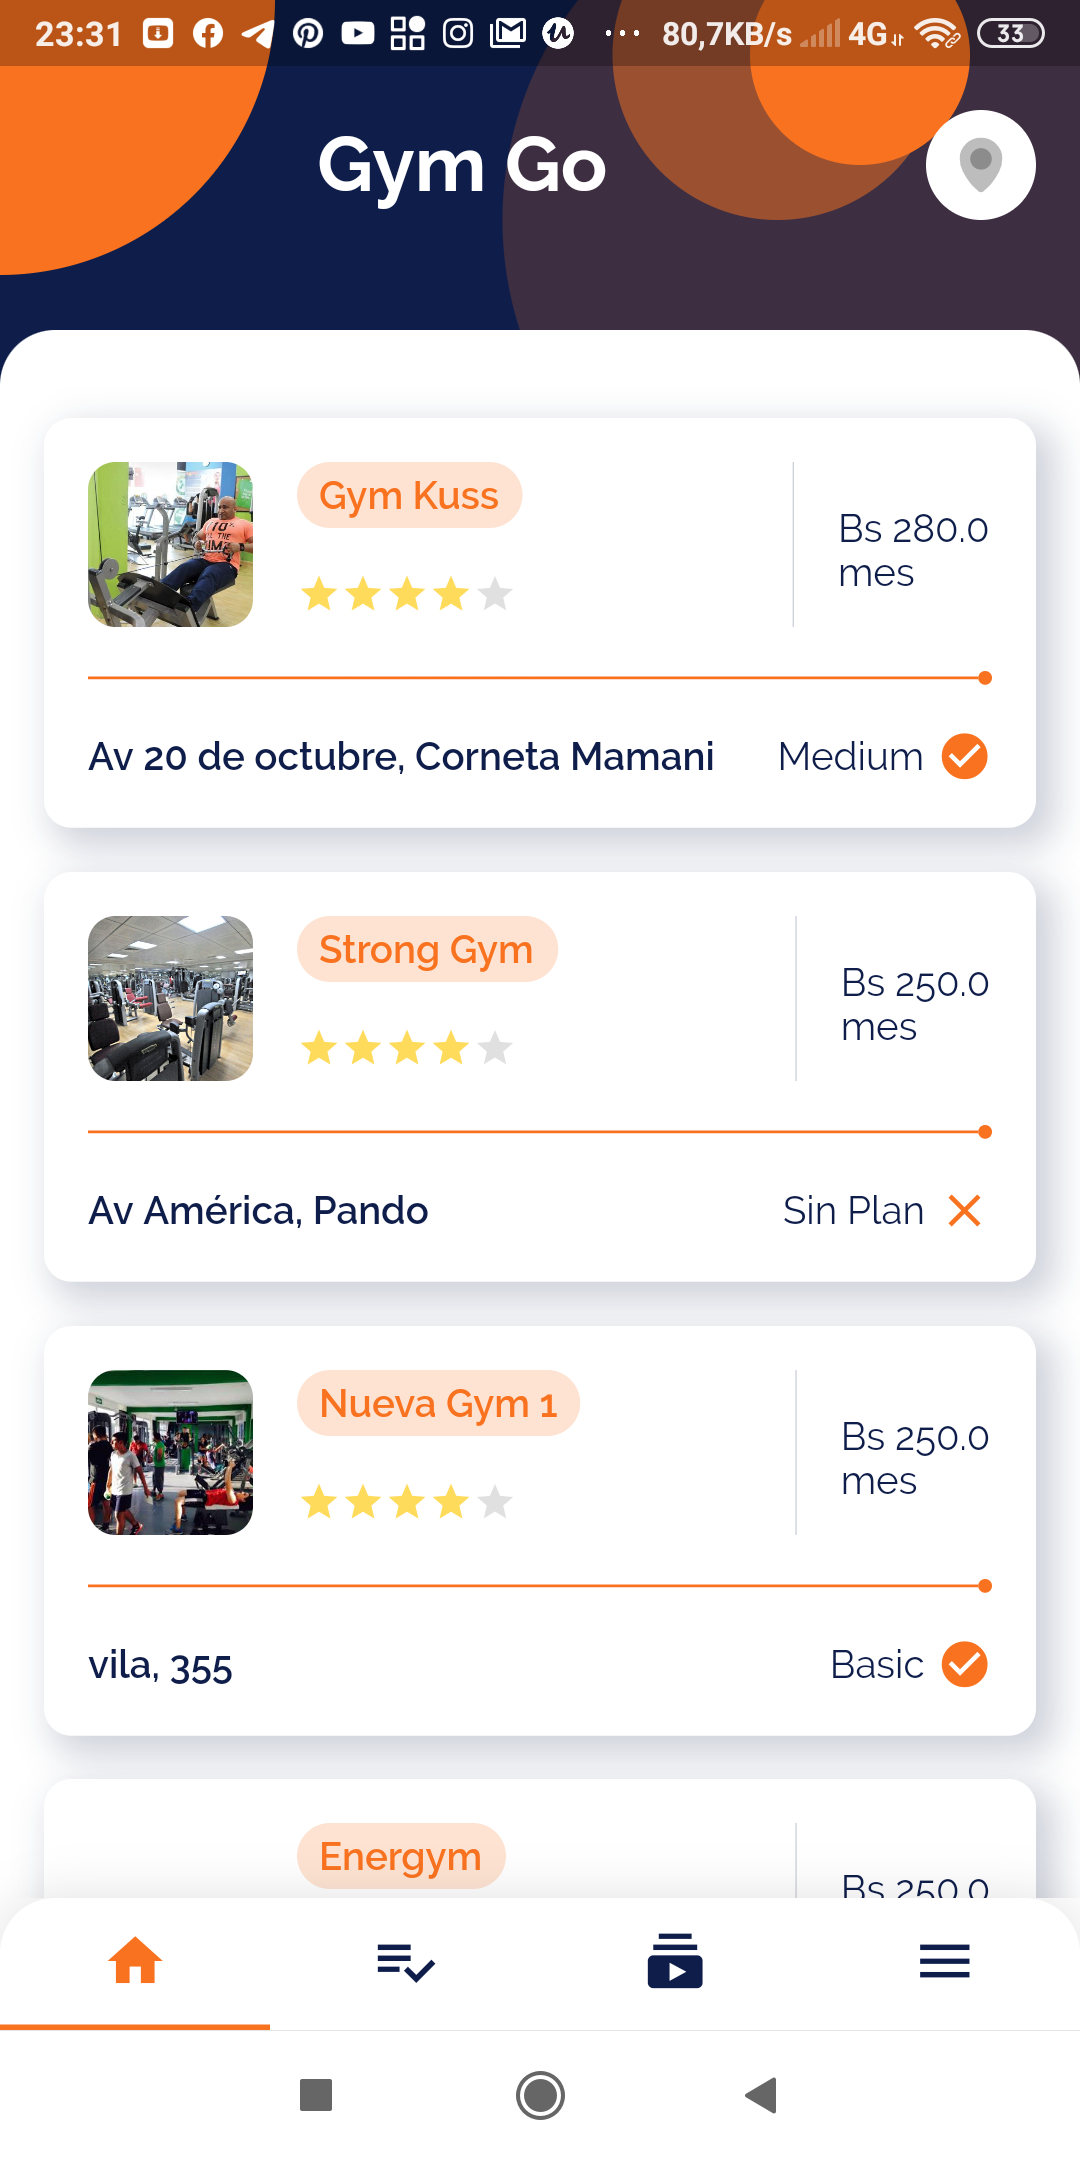 23:31 80,7KB/s 4G 33
Gym Go
Gym Kuss
Bs 280.0
mes
Av 20 de octubre, Corneta Mamani
Medium
Strong Gym
Bs 250.0
mes
Av América, Pando
Sin Plan
Nueva Gym 1
Bs 250.0
mes
vila, 355
Basic
Energym
Bs 250.0